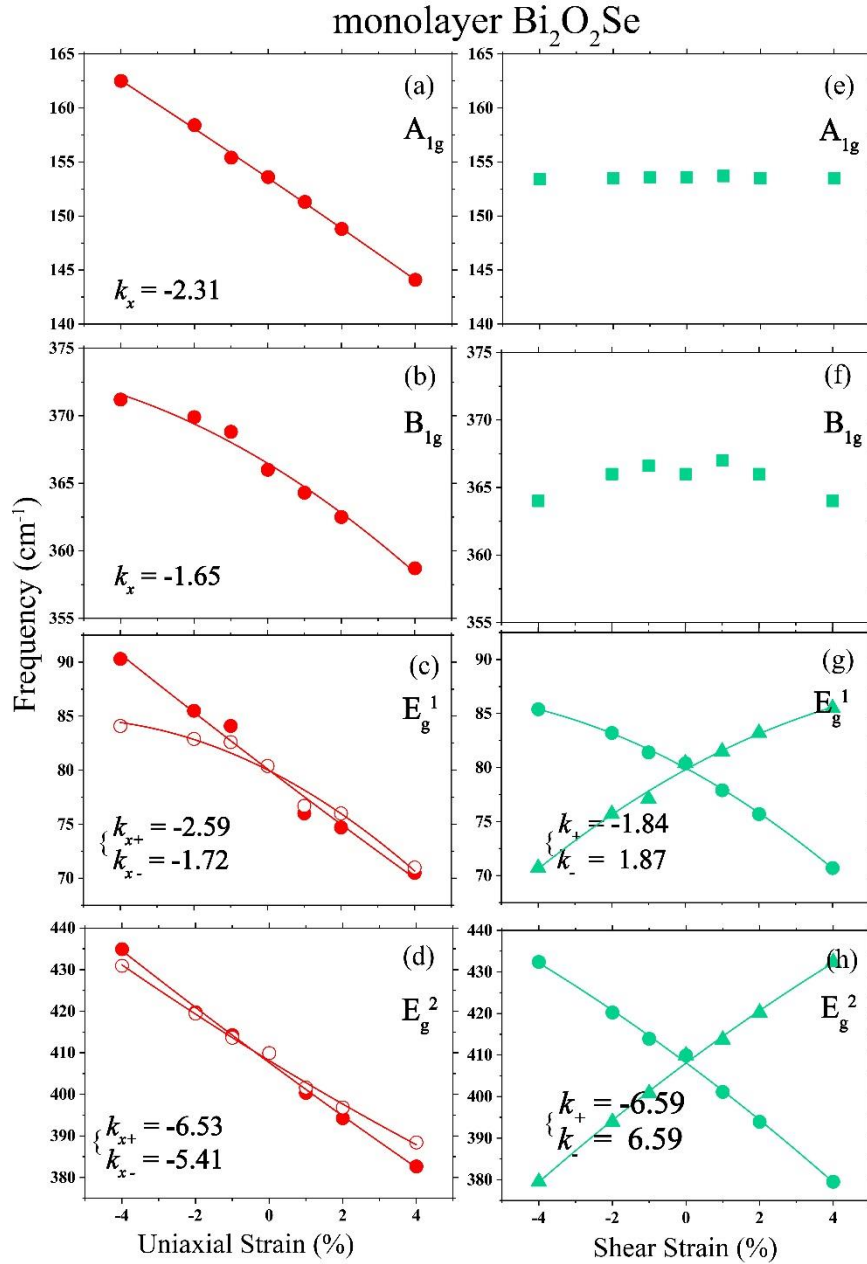 monolayer Bi₂O₂Se
Frequency (cm⁻¹)
165
160
155
150
145
140
(a)
A₁g
kₓ = -2.31
165
160
155
150
145
140
(e)
A₁g
375
370
365
360
355
(b)
B₁g
kₓ = -1.65
375
370
365
360
355
(f)
B₁g
90
85
80
75
70
(c)
E_g¹
{ kₓ₊ = -2.59
kₓ₋ = -1.72
90
85
80
75
70
(g)
E_g¹
{ k₊ = -1.84
k₋ = 1.87
440
430
420
410
400
390
380
(d)
E_g²
{ kₓ₊ = -6.53
kₓ₋ = -5.41
-4 -2 0 2 4
Uniaxial Strain (%)
440
430
420
410
400
390
380
(h)
E_g²
{ k₊ = -6.59
k₋ = 6.59
-4 -2 0 2 4
Shear Strain (%)